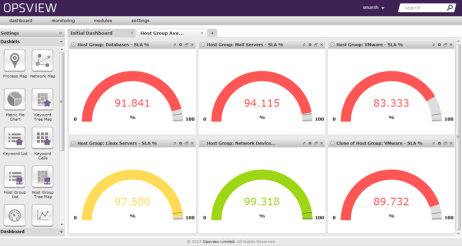 OPSVIEW
smarsh
search
dashboard monitoring modules settings
Settings
Dashlets
Initial Dashboard
Host Group Ava...
Process Map
Network Map
Metric Pie Chart
Keyword Tree Map
Keyword List
Keyword Cells
Host Group List
Host Group Tree Map
Dashboard
Host Group: Databases - SLA %
91.841
0 % 100
Host Group: Mail Servers - SLA %
94.115
0 % 100
Host Group: VMware - SLA %
83.333
0 % 100
Host Group: Linux Servers - SLA %
97.500
0 % 100
Host Group: Network Device...
99.318
0 % 100
Clone of Host Group: VMware - SLA %
89.732
0 % 100
© 2013 Opsview Limited. All Rights Reserved